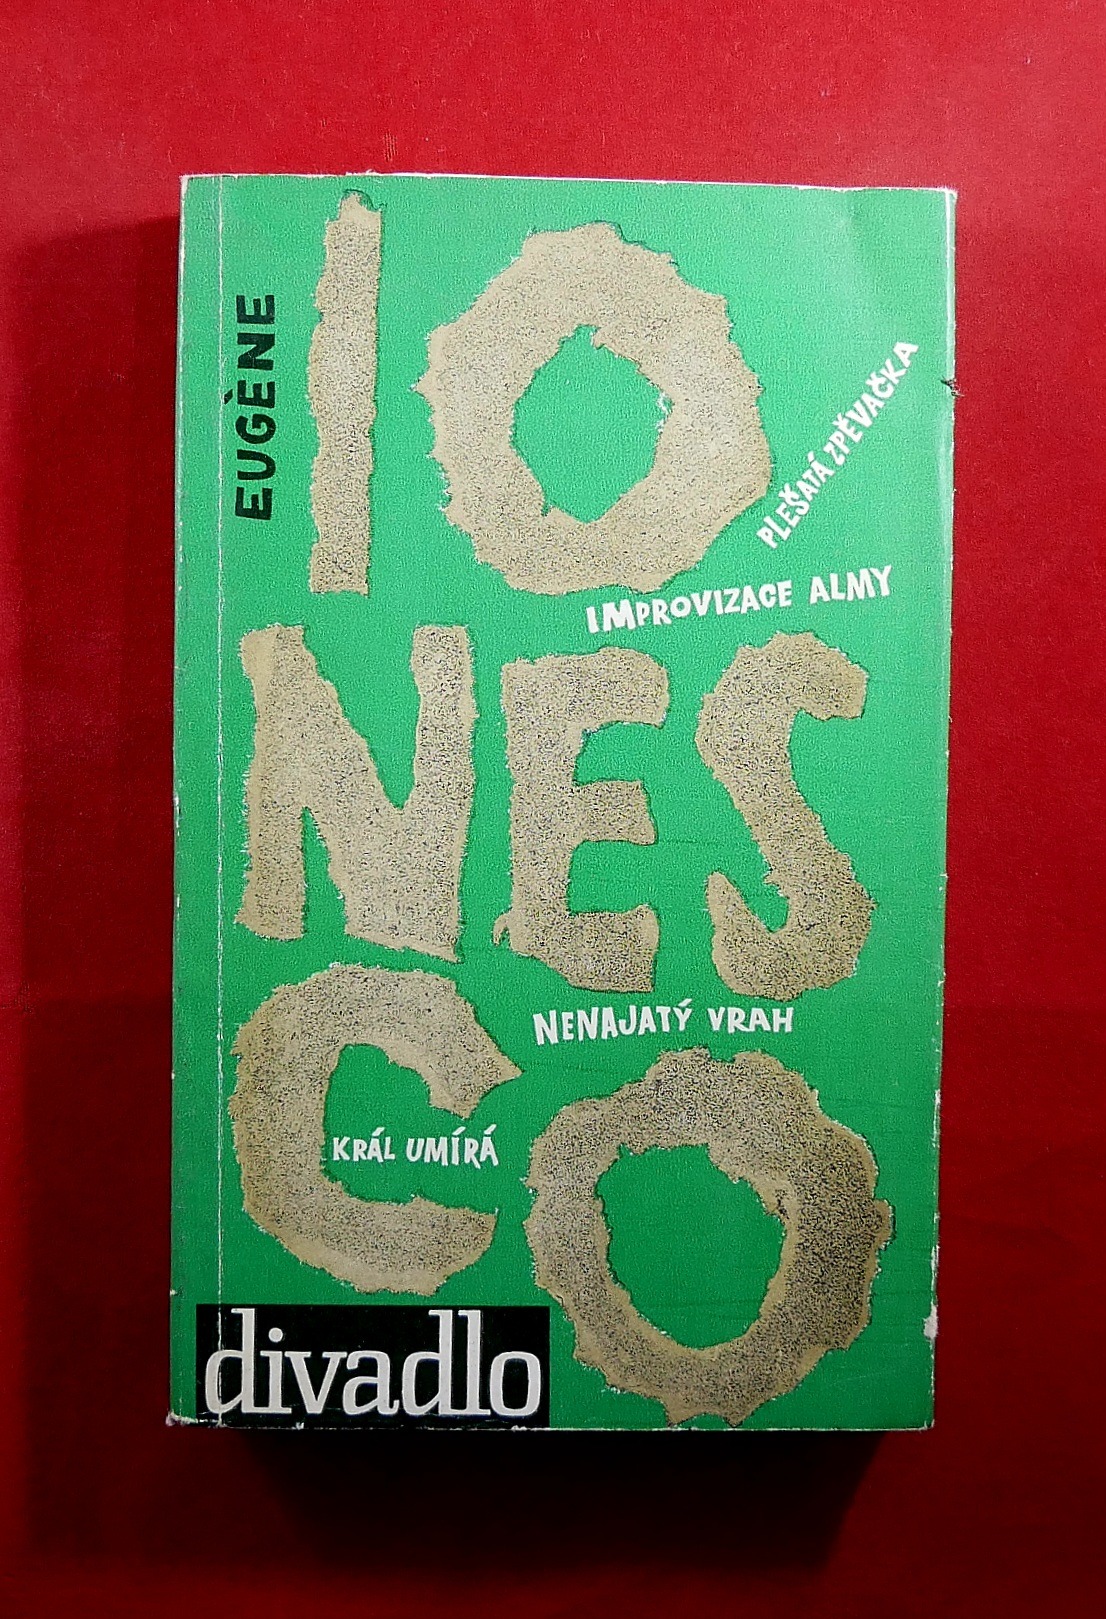 EUGÈNE
IO
PLEŠATÁ ZPĚVAČKA
IMPROVIZACE ALMY
NES
NENAJATÝ VRAH
CO
KRÁL UMÍRÁ
divadlo